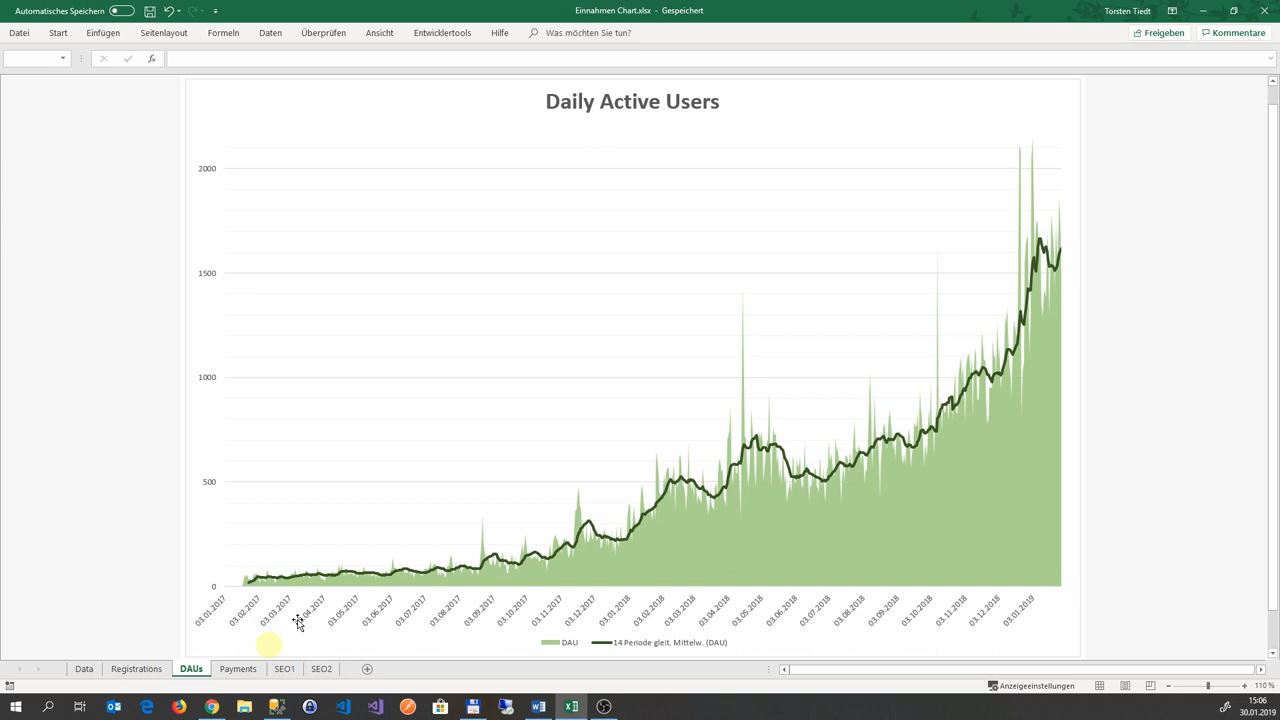 Automatisches Speichern
Einnahmen Chart.xlsx - Gespeichert
Torsten Tiedt
Datei Start Einfügen Seitenlayout Formeln Daten Überprüfen Ansicht Entwicklertools Hilfe Was möchten Sie tun? Freigeben Kommentare
fx
Daily Active Users
2000
1500
1000
500
0
03.01.2017 03.02.2017 03.03.2017 03.04.2017 03.05.2017 03.06.2017 03.07.2017 03.08.2017 03.09.2017 03.10.2017 03.11.2017 03.12.2017 03.01.2018 03.02.2018 03.03.2018 03.04.2018 03.05.2018 03.06.2018 03.07.2018 03.08.2018 03.09.2018 03.10.2018 03.11.2018 03.12.2018 03.01.2019
DAU 14 Periode gleit. Mittelw. (DAU)
Data Registrations DAUs Payments SEO1 SEO2
Anzeigeeinstellungen 110 %
15:06
30.01.2019